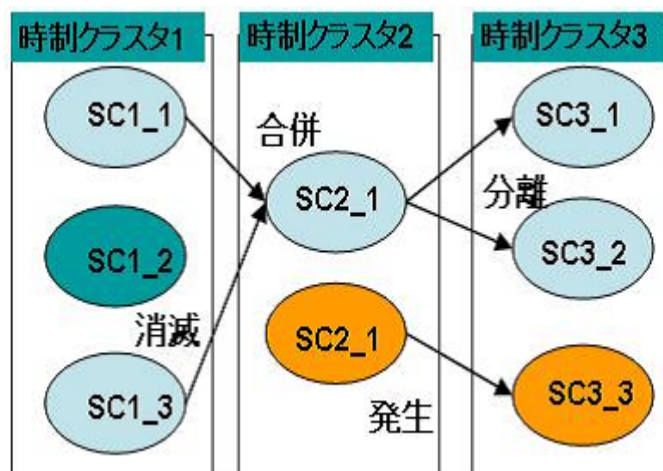 時制クラスタ1
時制クラスタ2
時制クラスタ3
SC1_1
合併
SC3_1
SC2_1
分離
SC1_2
SC3_2
消滅
SC2_1
SC1_3
発生
SC3_3